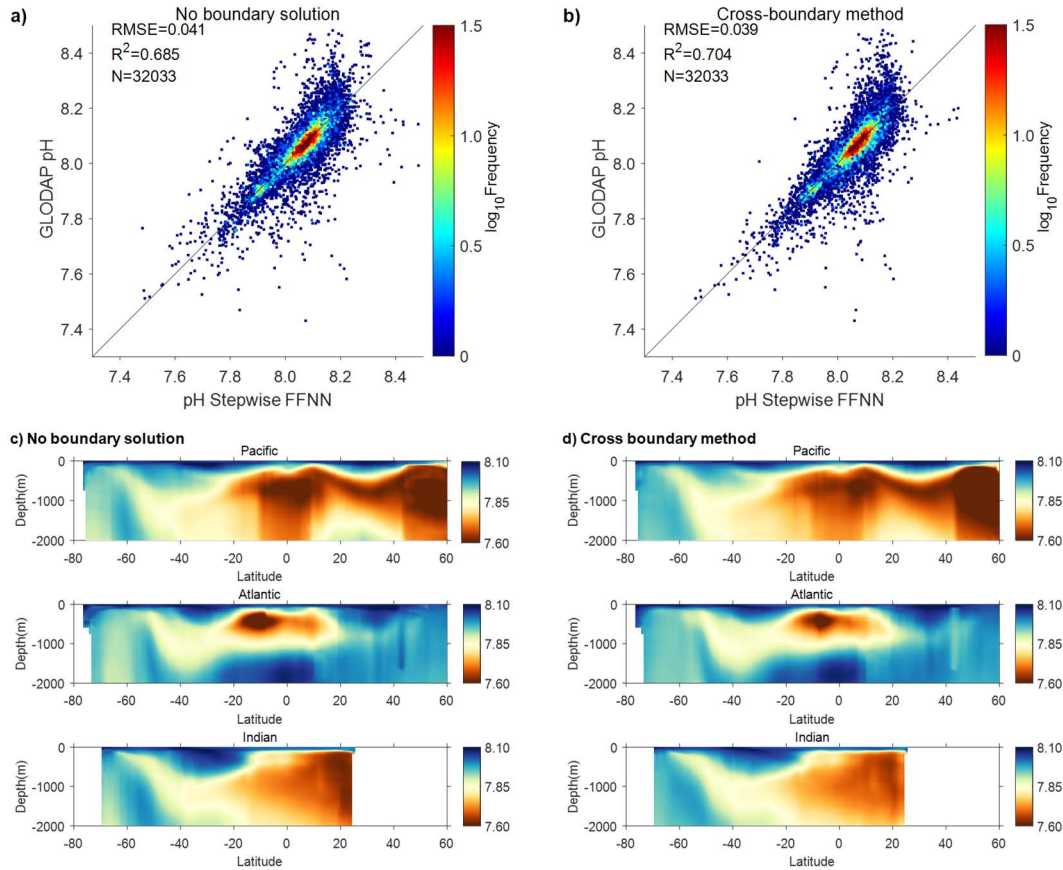 a)
No boundary solution
RMSE=0.041
R²=0.685
N=32033
8.4
8.2
8.0
7.8
7.6
7.4
GLODAP pH
7.4 7.6 7.8 8.0 8.2 8.4
pH Stepwise FFNN
1.5
1.0
0.5
0
log₁₀Frequency
b)
Cross-boundary method
RMSE=0.039
R²=0.704
N=32033
8.4
8.2
8.0
7.8
7.6
7.4
GLODAP pH
7.4 7.6 7.8 8.0 8.2 8.4
pH Stepwise FFNN
1.5
1.0
0.5
0
log₁₀Frequency
c) No boundary solution
Pacific
0
-1000
-2000
Depth(m)
-80 -60 -40 -20 0 20 40 60
Latitude
8.10
7.85
7.60
Atlantic
0
-1000
-2000
Depth(m)
-80 -60 -40 -20 0 20 40 60
Latitude
8.10
7.85
7.60
Indian
0
-1000
-2000
Depth(m)
-80 -60 -40 -20 0 20 40 60
Latitude
8.10
7.85
7.60
d) Cross boundary method
Pacific
0
-1000
-2000
Depth(m)
-80 -60 -40 -20 0 20 40 60
Latitude
8.10
7.85
7.60
Atlantic
0
-1000
-2000
Depth(m)
-80 -60 -40 -20 0 20 40 60
Latitude
8.10
7.85
7.60
Indian
0
-1000
-2000
Depth(m)
-80 -60 -40 -20 0 20 40 60
Latitude
8.10
7.85
7.60